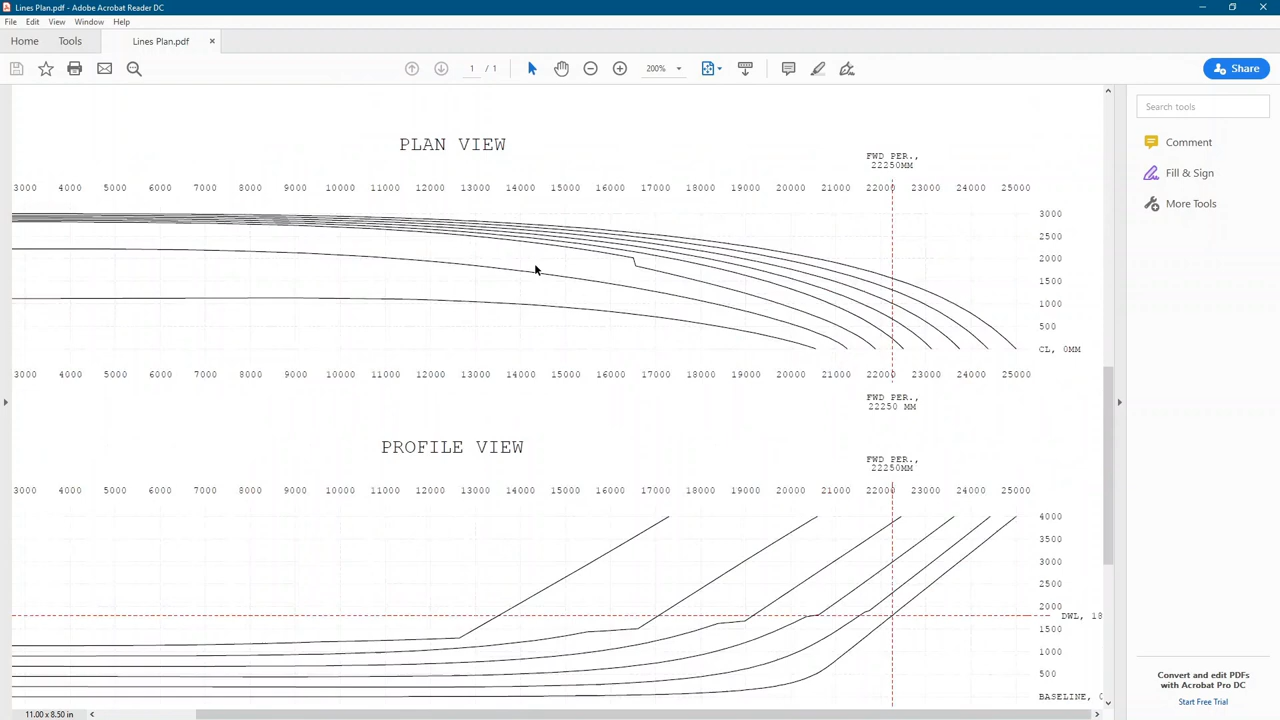 Lines Plan.pdf - Adobe Acrobat Reader DC
File Edit View Window Help
Home Tools Lines Plan.pdf ×
1 / 1 200% Share
Search tools
Comment
Fill & Sign
More Tools
PLAN VIEW
FWD PER.,
22250MM
3000 4000 5000 6000 7000 8000 9000 10000 11000 12000 13000 14000 15000 16000 17000 18000 19000 20000 21000 22000 23000 24000 25000
3000
2500
2000
1500
1000
500
CL, 0MM
3000 4000 5000 6000 7000 8000 9000 10000 11000 12000 13000 14000 15000 16000 17000 18000 19000 20000 21000 22000 23000 24000 25000
FWD PER.,
22250 MM
PROFILE VIEW
FWD PER.,
22250MM
3000 4000 5000 6000 7000 8000 9000 10000 11000 12000 13000 14000 15000 16000 17000 18000 19000 20000 21000 22000 23000 24000 25000
4000
3500
3000
2500
2000
DWL, 18
1500
1000
500
BASELINE, 0
Convert and edit PDFs
with Acrobat Pro DC
Start Free Trial
11.00 x 8.50 in